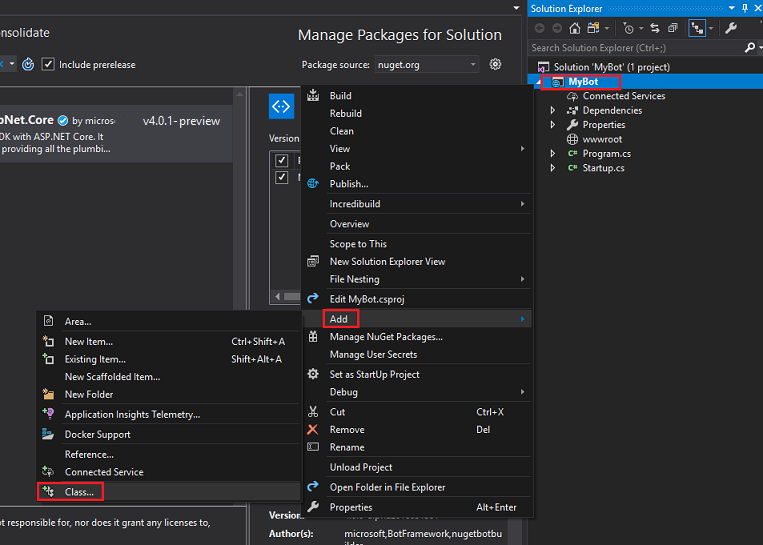 onsolidate
Manage Packages for Solution
Include prerelease
Package source: nuget.org
pNet.Core by micros
v4.0.1-preview
DK with ASP.NET Core. It
providing all the plumbi...
Version
ot responsible for, nor does it grant any licenses to,
Author(s): microsoft,BotFramework,nugetbotbu
Build
Rebuild
Clean
View
Pack
Publish...
Incredibuild
Overview
Scope to This
New Solution Explorer View
File Nesting
Edit MyBot.csproj
Add
Manage NuGet Packages...
Manage User Secrets
Set as StartUp Project
Debug
Cut Ctrl+X
Remove Del
Rename
Unload Project
Open Folder in File Explorer
Properties Alt+Enter
Area...
New Item... Ctrl+Shift+A
Existing Item... Shift+Alt+A
New Scaffolded Item...
New Folder
Application Insights Telemetry...
Docker Support
Reference...
Connected Service
Class...
Solution Explorer
Search Solution Explorer (Ctrl+;)
Solution 'MyBot' (1 project)
MyBot
Connected Services
Dependencies
Properties
wwwroot
C# Program.cs
C# Startup.cs